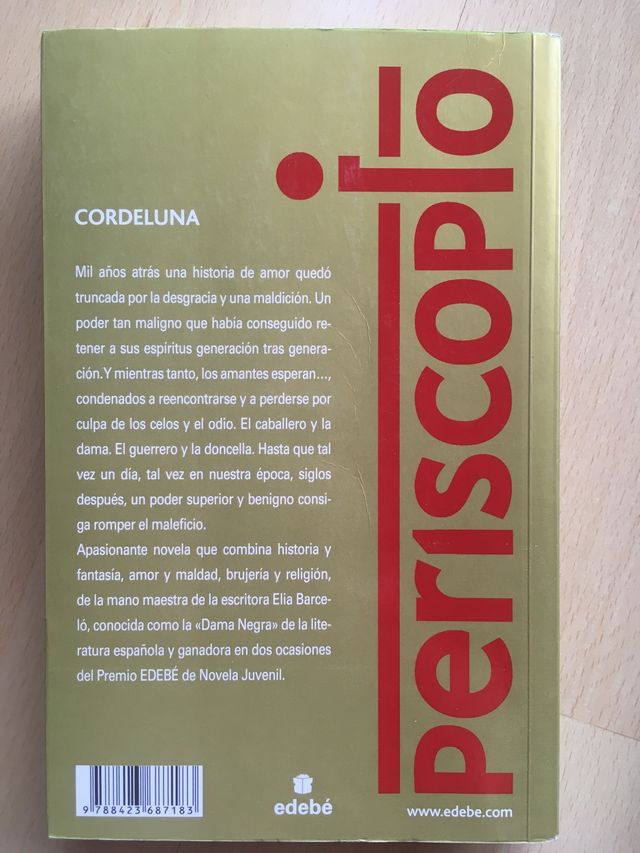 CORDELUNA
Mil años atrás una historia de amor quedó
truncada por la desgracia y una maldición. Un
poder tan maligno que había conseguido re-
tener a sus espíritus generación tras genera-
ción. Y mientras tanto, los amantes esperan...,
condenados a reencontrarse y a perderse por
culpa de los celos y el odio. El caballero y la
dama. El guerrero y la doncella. Hasta que tal
vez un día, tal vez en nuestra época, siglos
después, un poder superior y benigno consi-
ga romper el maleficio.
Apasionante novela que combina historia y
fantasía, amor y maldad, brujería y religión,
de la mano maestra de la escritora Elia Barce-
ló, conocida como la «Dama Negra» de la lite-
ratura española y ganadora en dos ocasiones
del Premio EDEBÉ de Novela Juvenil.
periscopio
9 788423 687183
edebé
www.edebe.com